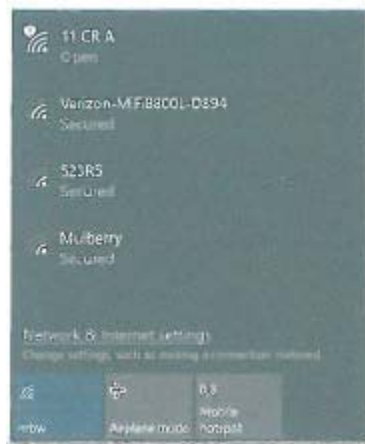 11 CR A
Open
Verizon-MiFi8800L-D894
Secured
523R5
Secured
Mulberry
Secured
Network & Internet settings
Change settings, such as making a connection metered.
Airplane mode
Mobile
hotspot